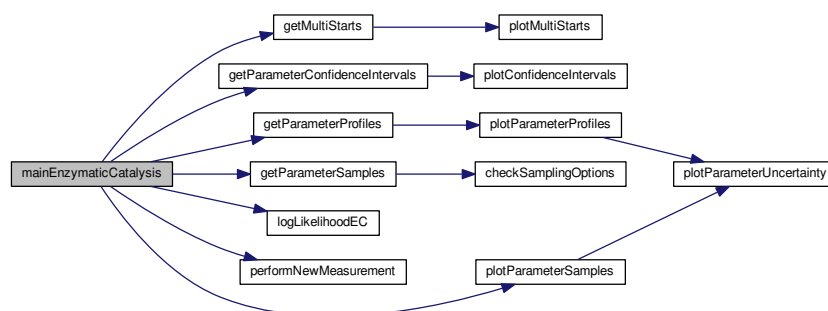 getMultiStarts
plotMultiStarts
getParameterConfidenceIntervals
plotConfidenceIntervals
getParameterProfiles
plotParameterProfiles
mainEnzymaticCatalysis
getParameterSamples
checkSamplingOptions
plotParameterUncertainty
logLikelihoodEC
performNewMeasurement
plotParameterSamples